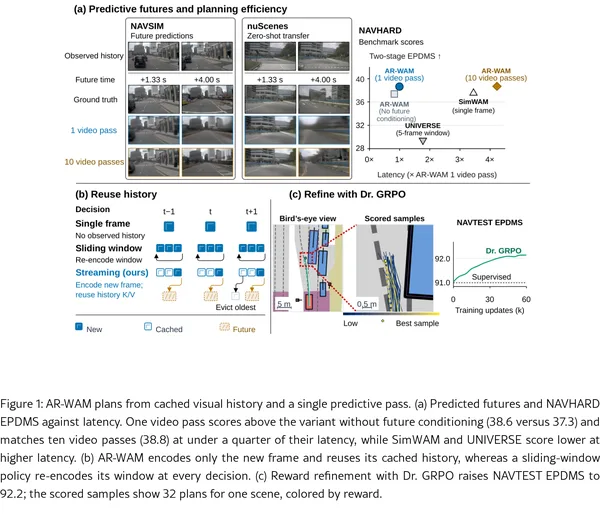 (a) Predictive futures and planning efficiency
NAVSIM
Future predictions
nuScenes
Zero-shot transfer
NAVHARD
Benchmark scores
Observed history
Future time
+1.33 s
+4.00 s
+1.33 s
+4.00 s
Ground truth
1 video pass
10 video passes
Two-stage EPDMS ↑
40
36
32
28
AR-WAM
(1 video pass)
AR-WAM
(10 video passes)
AR-WAM
(No future
conditioning)
SimWAM
(single frame)
UNIVERSE
(5-frame window)
0×
1×
2×
3×
4×
Latency (× AR-WAM 1 video pass)
(b) Reuse history
Decision
t−1
t
t+1
Single frame
No observed history
Sliding window
Re-encode window
Streaming (ours)
Encode new frame;
reuse history K/V
Evict oldest
New
Cached
Future
(c) Refine with Dr. GRPO
Bird's-eye view
Scored samples
5 m
0.5 m
Low
Best sample
NAVTEST EPDMS
Dr. GRPO
92.0
Supervised
91.0
0
30
60
Training updates (k)
Figure 1: AR-WAM plans from cached visual history and a single predictive pass. (a) Predicted futures and NAVHARD
EPDMS against latency. One video pass scores above the variant without future conditioning (38.6 versus 37.3) and
matches ten video passes (38.8) at under a quarter of their latency, while SimWAM and UNIVERSE score lower at
higher latency. (b) AR-WAM encodes only the new frame and reuses its cached history, whereas a sliding-window
policy re-encodes its window at every decision. (c) Reward refinement with Dr. GRPO raises NAVTEST EPDMS to
92.2; the scored samples show 32 plans for one scene, colored by reward.